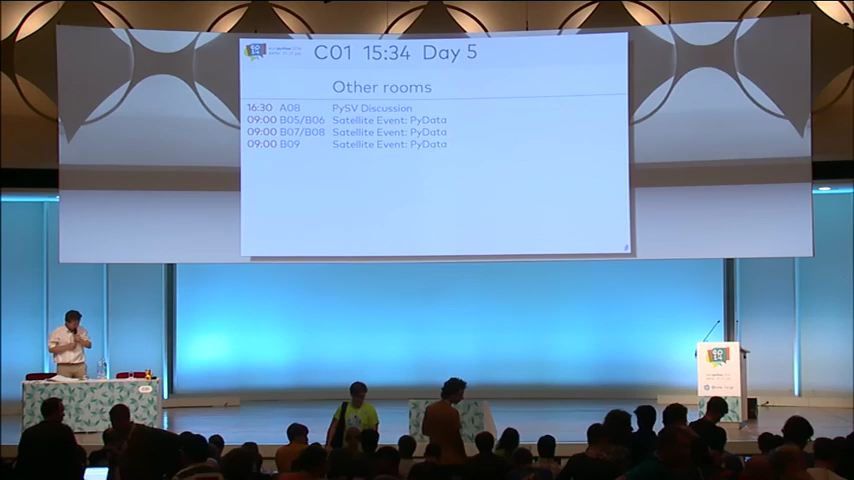 C01 15:34 Day 5
Other rooms
16:30 A08 PySV Discussion
09:00 B05/B06 Satellite Event: PyData
09:00 B07/B08 Satellite Event: PyData
09:00 B09 Satellite Event: PyData